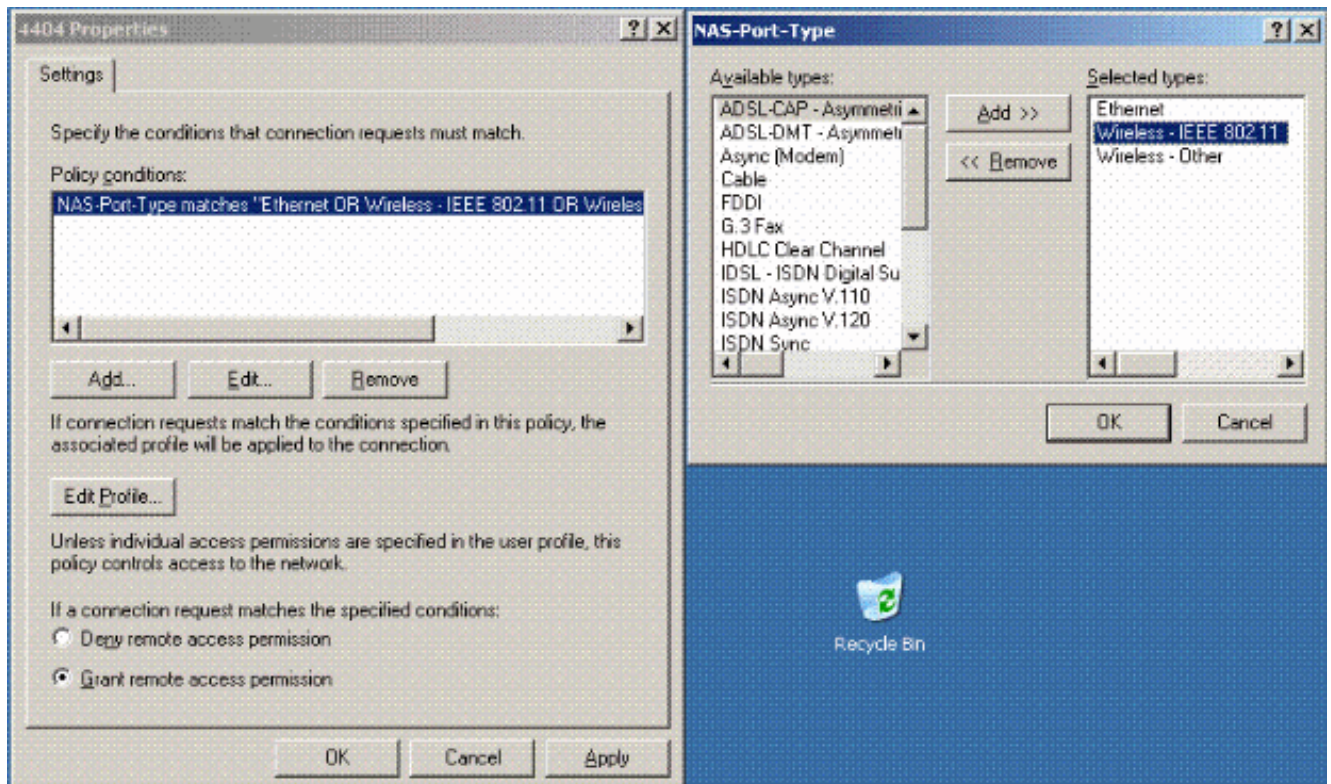 4404 Properties
Settings
Specify the conditions that connection requests must match.
Policy conditions:
NAS-Port-Type matches "Ethernet OR Wireless - IEEE 802.11 OR Wireles
Add...
Edit...
Remove
If connection requests match the conditions specified in this policy, the
associated profile will be applied to the connection.
Edit Profile...
Unless individual access permissions are specified in the user profile, this
policy controls access to the network.
If a connection request matches the specified conditions:
Deny remote access permission
Grant remote access permission
OK
Cancel
Apply
NAS-Port-Type
Available types:
ADSL-CAP - Asymmetri
ADSL-DMT - Asymmetr
Async (Modem)
Cable
FDDI
G.3 Fax
HDLC Clear Channel
IDSL - ISDN Digital Su
ISDN Async V.110
ISDN Async V.120
ISDN Sync
Add >>
<< Remove
Selected types:
Ethernet
Wireless - IEEE 802.11
Wireless - Other
OK
Cancel
Recycle Bin